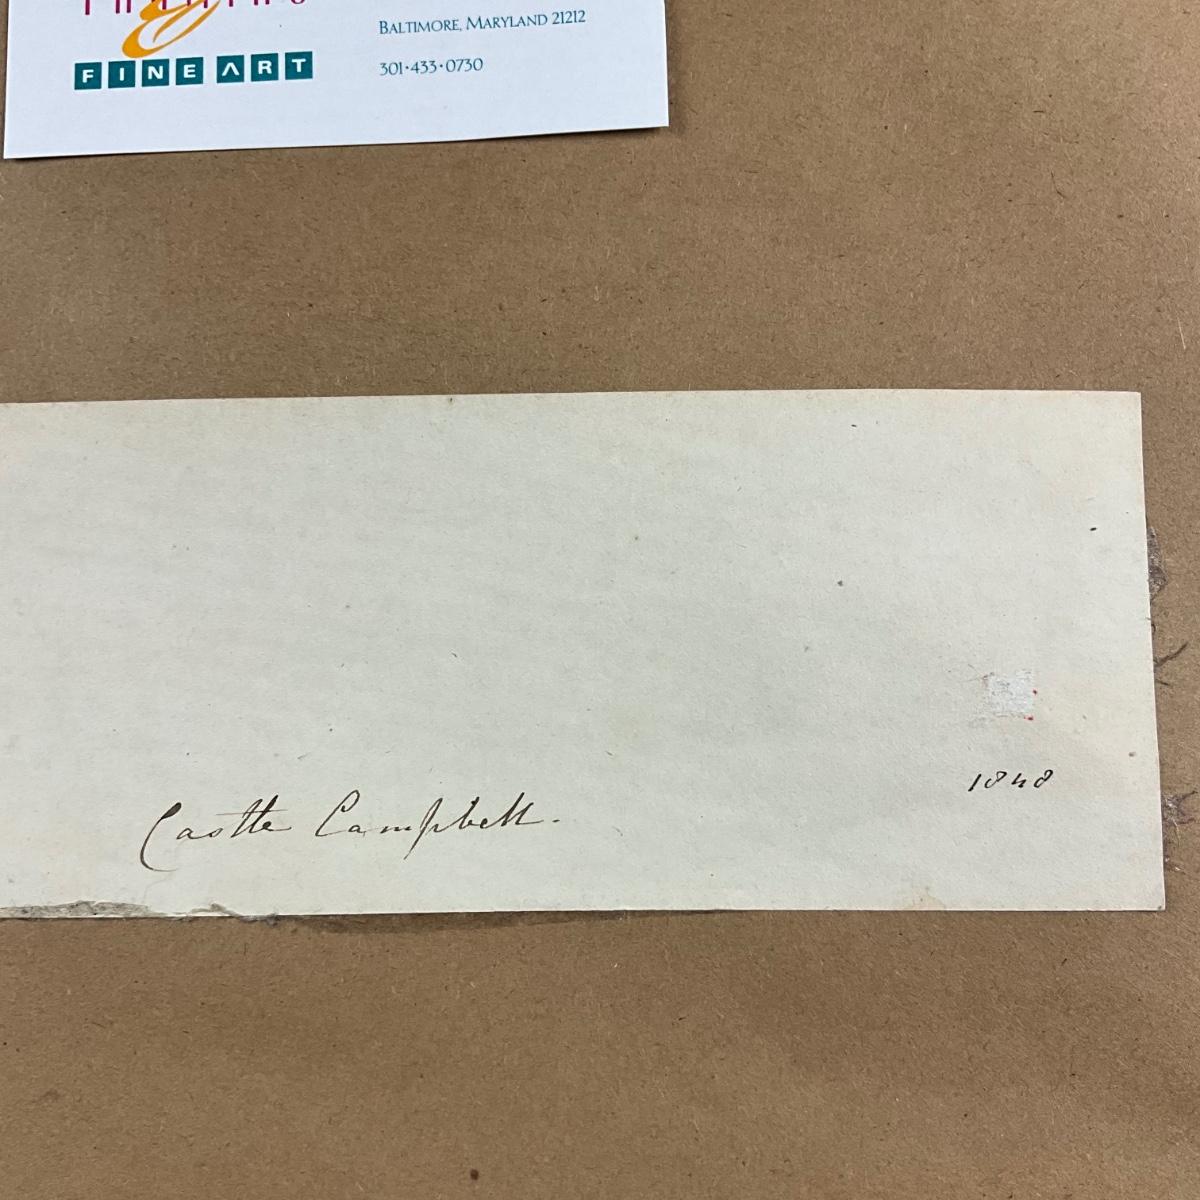 &
FINE ART
BALTIMORE, MARYLAND 21212
301·433·0730
Castle Campbell.
1848